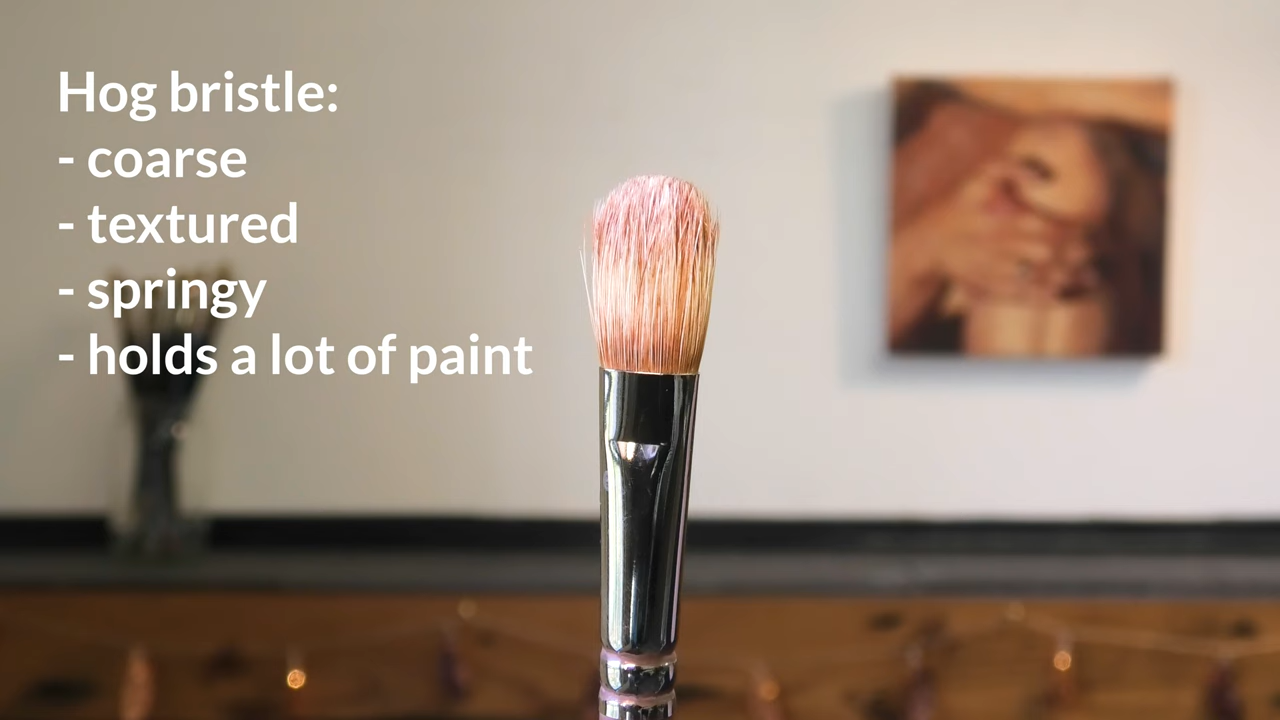 Hog bristle:
- coarse
- textured
- springy
- holds a lot of paint